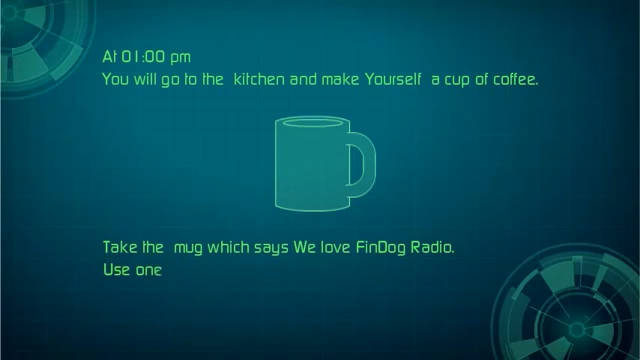 At 01:00 pm
You will go to the kitchen and make Yourself a cup of coffee.
Take the mug which says We love FinDog Radio.
Use one